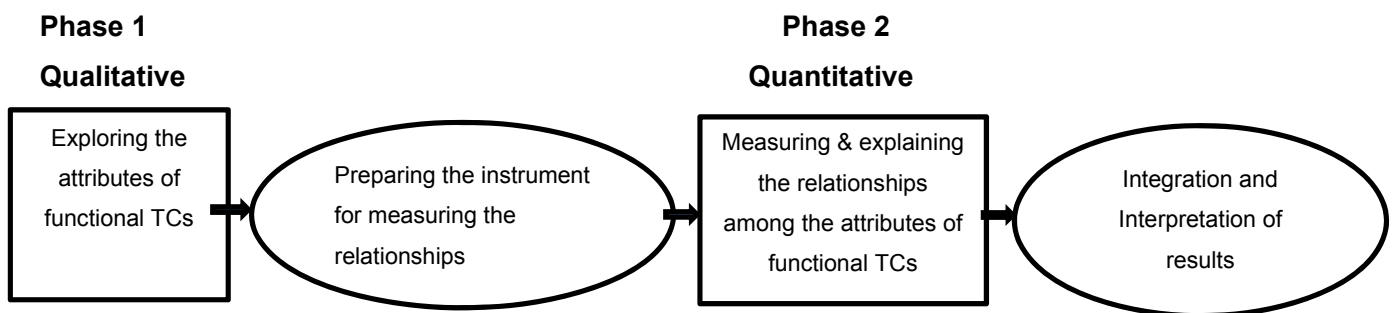 Phase 1
Qualitative
Exploring the
attributes of
functional TCs
Preparing the instrument
for measuring the
relationships
Phase 2
Quantitative
Measuring & explaining
the relationships
among the attributes of
functional TCs
Integration and
Interpretation of
results